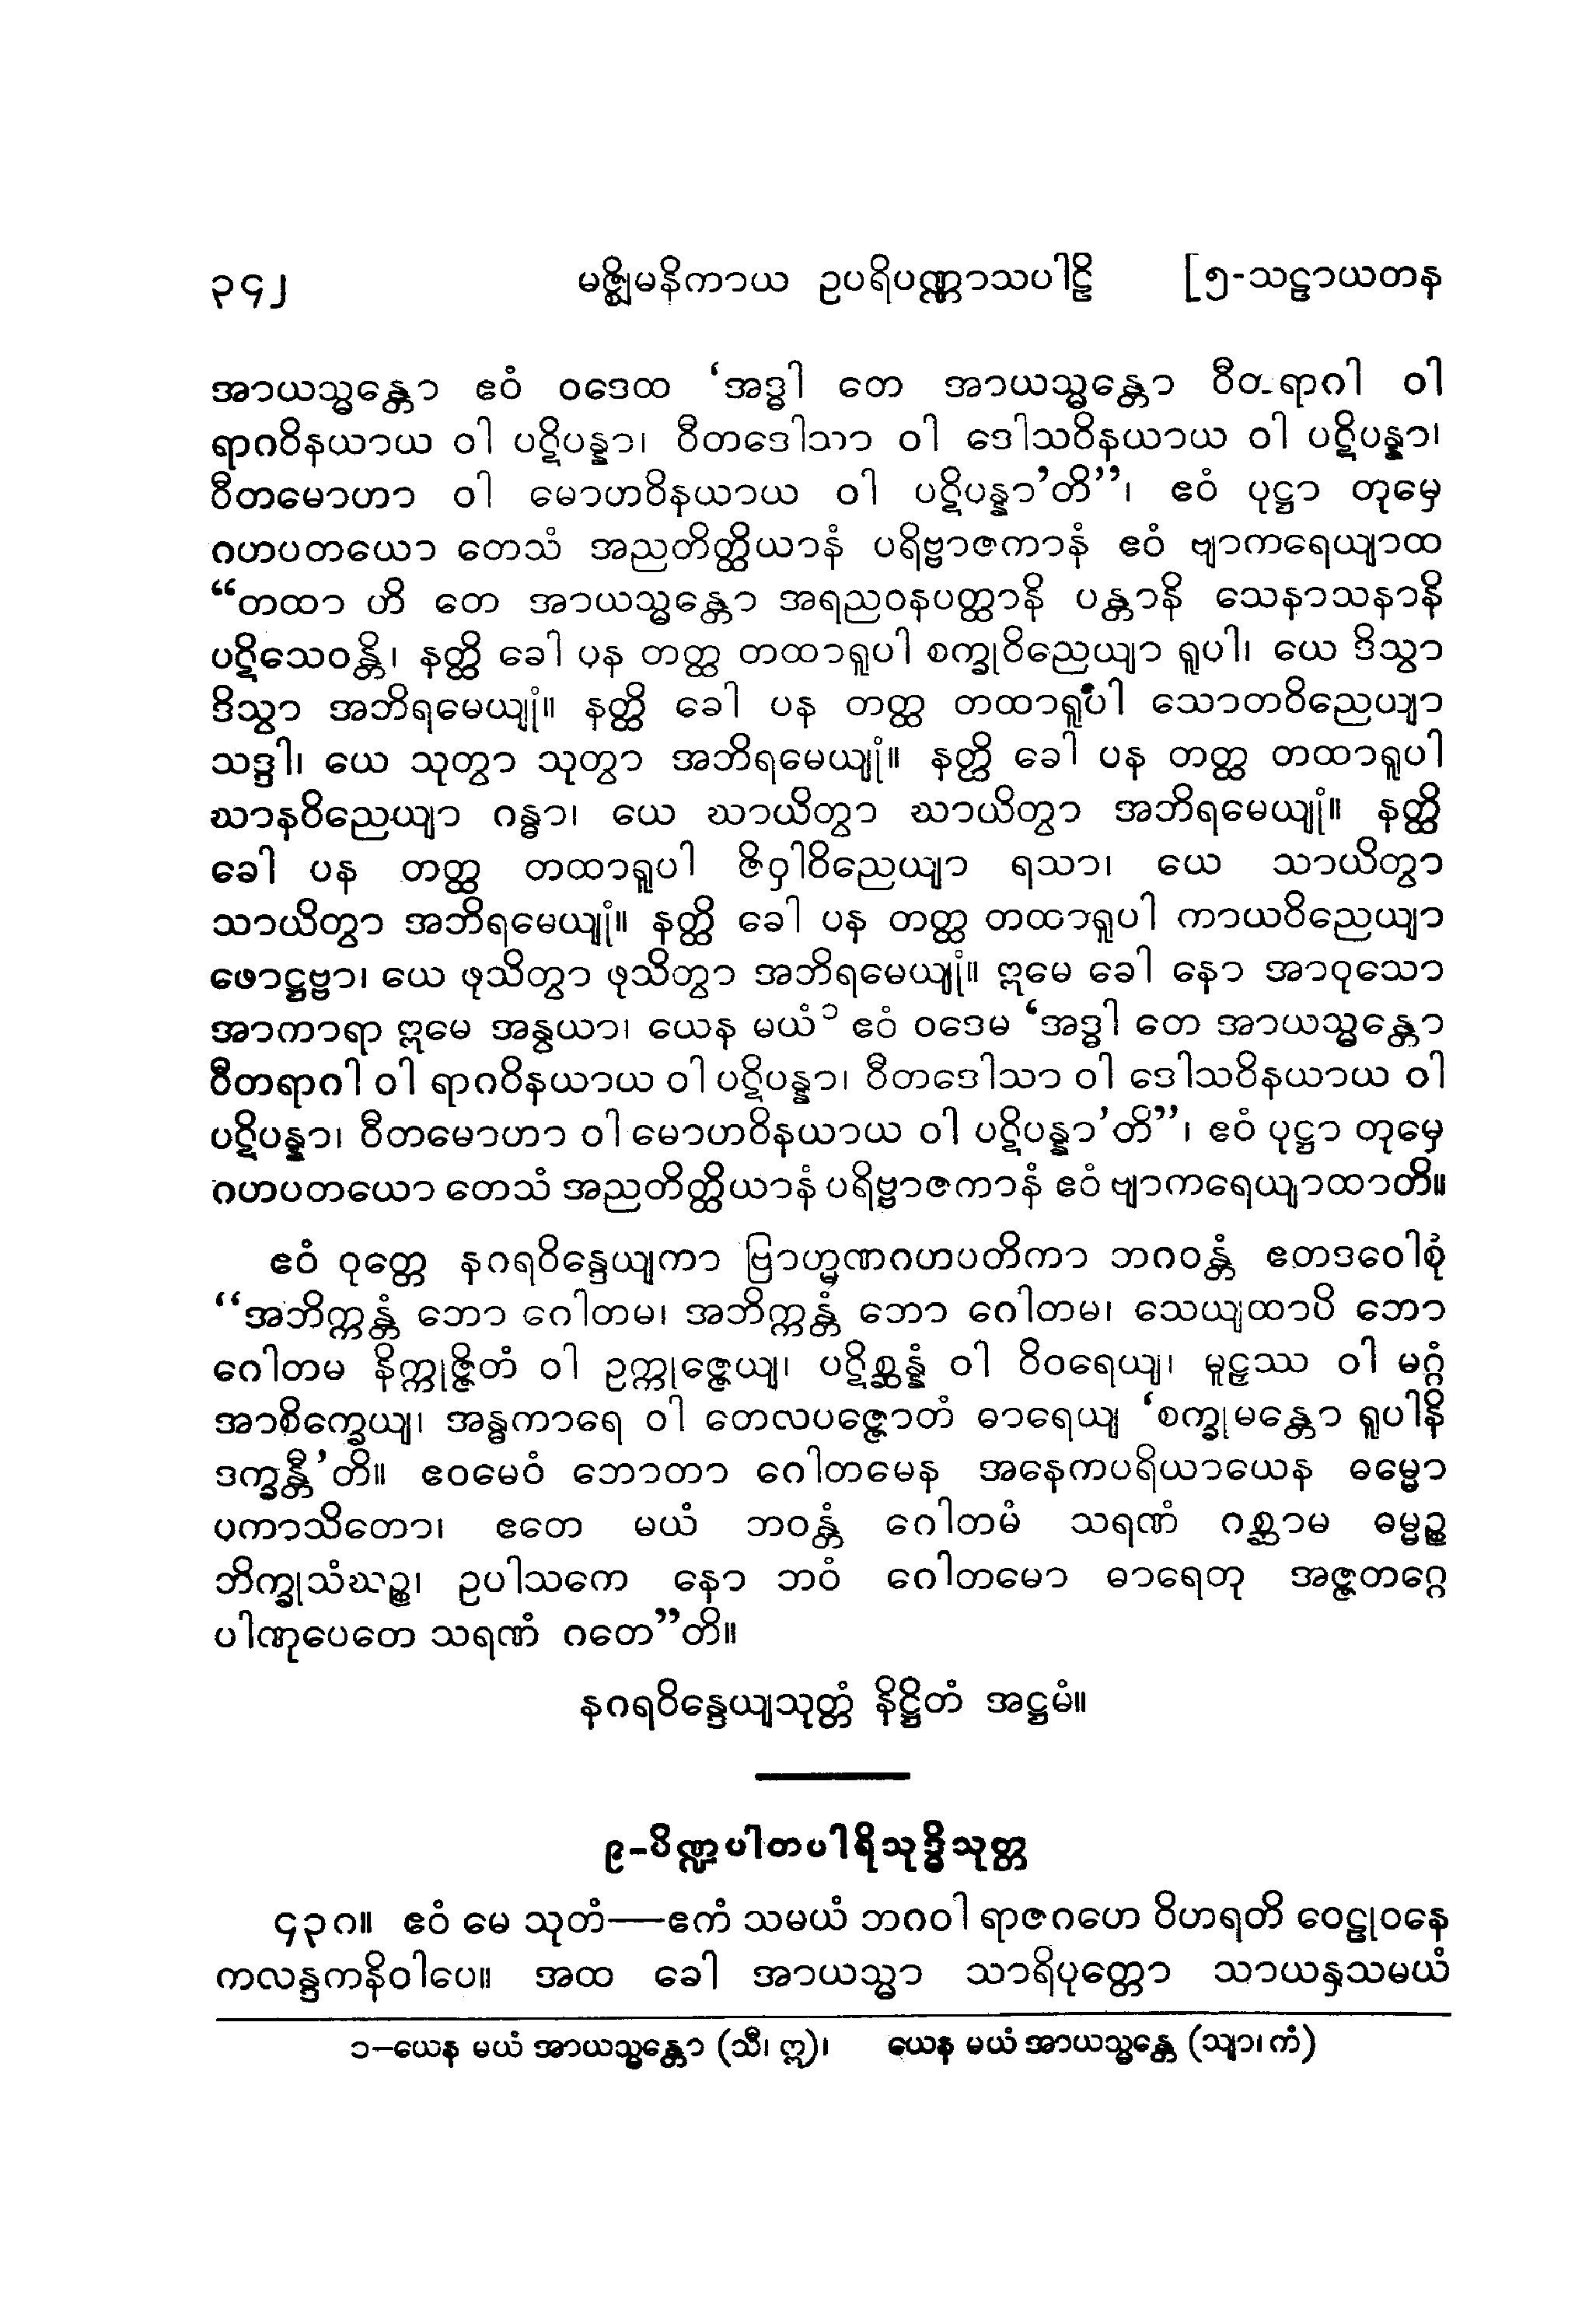 ၃၄၂ မဇ္ဈိမနိကာယ ဥပရိပဏ္ဏာသပါဠိ [၅-သဠာယတန
အာယသ္မန္တော ဧဝံ ဝဒေထ ‘အဒ္ဓါ တေ အာယသ္မန္တော ဝီတရာဂါ ဝါ
ရာဂဝိနယာယ ဝါ ပဋိပန္နာ၊ ဝီတဒေါသာ ဝါ ဒေါသဝိနယာယ ဝါ ပဋိပန္နာ၊
ဝီတမောဟာ ဝါ မောဟဝိနယာယ ဝါ ပဋိပန္နာ’တိ”၊ ဧဝံ ပုဋ္ဌာ တုမှေ
ဂဟပတယော တေသံ အညတိတ္ထိယာနံ ပရိဗ္ဗာဇကာနံ ဧဝံ ဗျာကရေယျာထ
“တထာ ဟိ တေ အာယသ္မန္တော အရညဝနပတ္ထာနိ ပန္တာနိ သေနာသနာနိ
ပဋိသေဝန္တိ၊ နတ္ထိ ခေါ ပန တတ္ထ တထာရူပါ စက္ခုဝိညေယျာ ရူပါ၊ ယေ ဒိသွာ
ဒိသွာ အဘိရမေယျုံ။ နတ္ထိ ခေါ ပန တတ္ထ တထာရူပါ သောတဝိညေယျာ
သဒ္ဒါ၊ ယေ သုတွာ သုတွာ အဘိရမေယျုံ။ နတ္ထိ ခေါ ပန တတ္ထ တထာရူပါ
ဃာနဝိညေယျာ ဂန္ဓာ၊ ယေ ဃာယိတွာ ဃာယိတွာ အဘိရမေယျုံ။ နတ္ထိ
ခေါ ပန တတ္ထ တထာရူပါ ဇိဝှါဝိညေယျာ ရသာ၊ ယေ သာယိတွာ
သာယိတွာ အဘိရမေယျုံ။ နတ္ထိ ခေါ ပန တတ္ထ တထာရူပါ ကာယဝိညေယျာ
ဖောဋ္ဌဗ္ဗာ၊ ယေ ဖုသိတွာ ဖုသိတွာ အဘိရမေယျုံ။ ဣမေ ခေါ နော အာဝုသော
အာကာရာ ဣမေ အန္ဝယာ၊ ယေန မယံ ၁ ဧဝံ ဝဒေမ ‘အဒ္ဓါ တေ အာယသ္မန္တော
ဝီတရာဂါ ဝါ ရာဂဝိနယာယ ဝါ ပဋိပန္နာ၊ ဝီတဒေါသာ ဝါ ဒေါသဝိနယာယ ဝါ
ပဋိပန္နာ၊ ဝီတမောဟာ ဝါ မောဟဝိနယာယ ဝါ ပဋိပန္နာ’တိ”၊ ဧဝံ ပုဋ္ဌာ တုမှေ
ဂဟပတယော တေသံ အညတိတ္ထိယာနံ ပရိဗ္ဗာဇကာနံ ဧဝံ ဗျာကရေယျာထာတိ။
ဧဝံ ဝုတ္တေ နဂရဝိန္ဒေယျကာ ဗြာဟ္မဏဂဟပတိကာ ဘဂဝန္တံ ဧတဒဝေါစုံ
“အဘိက္ကန္တံ ဘော ဂေါတမ၊ အဘိက္ကန္တံ ဘော ဂေါတမ၊ သေယျထာပိ ဘော
ဂေါတမ နိက္ကုဇ္ဇိတံ ဝါ ဥက္ကုဇ္ဇေယျ၊ ပဋိစ္ဆန္နံ ဝါ ဝိဝရေယျ၊ မူဠှဿ ဝါ မဂ္ဂံ
အာစိက္ခေယျ၊ အန္ဓကာရေ ဝါ တေလပဇ္ဇောတံ ဓာရေယျ ‘စက္ခုမန္တော ရူပါနိ
ဒက္ခန္တီ’တိ။ ဧဝမေဝံ ဘောတာ ဂေါတမေန အနေကပရိယာယေန ဓမ္မော
ပကာသိတော၊ ဧတေ မယံ ဘဝန္တံ ဂေါတမံ သရဏံ ဂစ္ဆာမ ဓမ္မဉ္စ
ဘိက္ခုသံဃဉ္စ၊ ဥပါသကေ နော ဘဝံ ဂေါတမော ဓာရေတု အဇ္ဇတဂ္ဂေ
ပါဏုပေတေ သရဏံ ဂတေ”တိ။
နဂရဝိန္ဒေယျသုတ္တံ နိဋ္ဌိတံ အဋ္ဌမံ။
၉-ပိဏ္ဍပါတပါရိသုဒ္ဓိသုတ္တ
၄၃၈။ ဧဝံ မေ သုတံ—ဧကံ သမယံ ဘဂဝါ ရာဇဂဟေ ဝိဟရတိ ဝေဠုဝနေ
ကလန္ဒကနိဝါပေ။ အထ ခေါ အာယသ္မာ သာရိပုတ္တော သာယနှသမယံ
၁-ယေန မယံ အာယသ္မန္တော (သီ၊ ဣ)၊ ယေန မယံ အာယသ္မန္တေ (သျာ၊ ကံ)